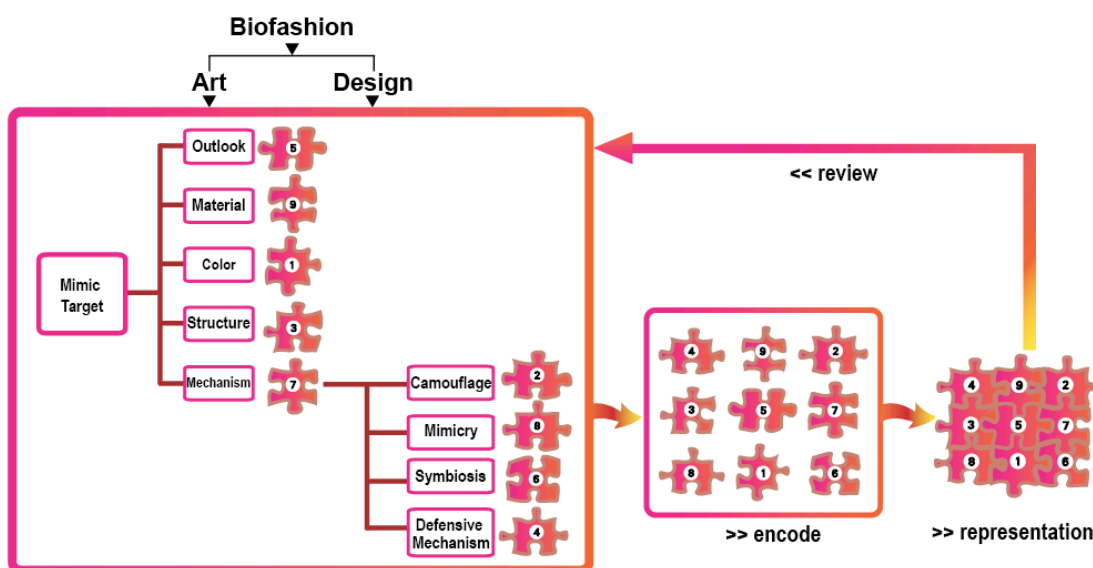 Biofashion
Art
Design
Outlook
5
Material
9
Color
1
Mimic
Target
Structure
3
Mechanism
7
Camouflage
2
Mimicry
8
Symbiosis
6
Defensive
Mechanism
4
<< review
4 9 2
3 5 7
8 1 6
>> encode
4 9 2
3 5 7
8 1 6
>> representation